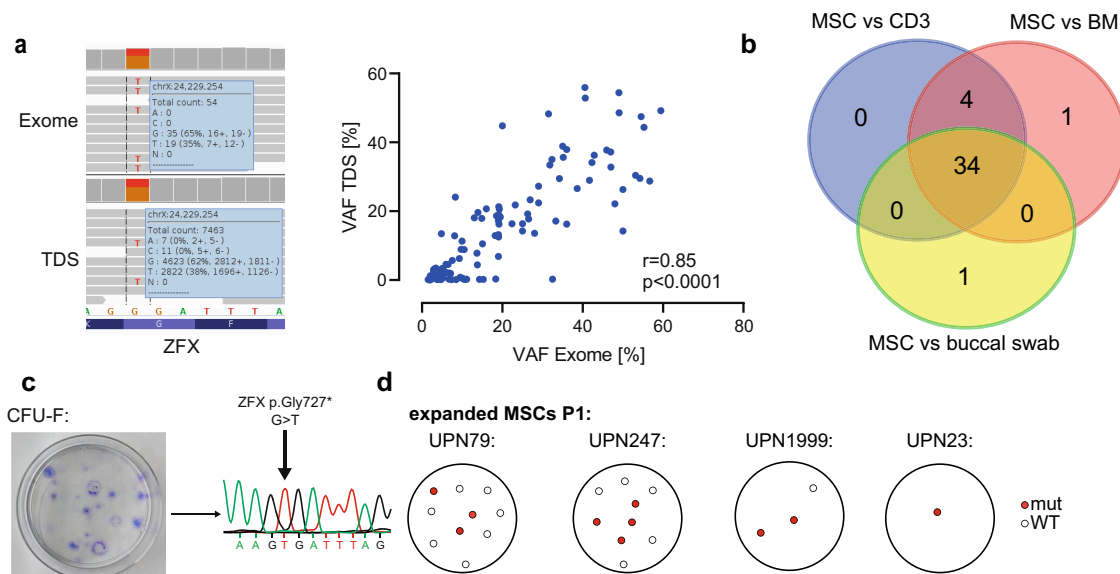 a
Exome
chrX:24,229,254
Total count: 54
A : 0
C : 0
G : 35 (65%, 16+, 19- )
T : 19 (35%, 7+, 12- )
N : 0
---------------
T
T
T
T
T
TDS
chrX:24,229,254
Total count: 7463
A : 7 (0%, 2+, 5- )
C : 11 (0%, 5+, 6- )
G : 4623 (62%, 2812+, 1811- )
T : 2822 (38%, 1696+, 1126- )
N : 0
---------------
T
T
A G G G A T T T A
K G F
ZFX
VAF TDS [%]
60
40
20
0
0 20 40 60 80
VAF Exome [%]
r=0.85
p<0.0001
b
MSC vs CD3
MSC vs BM
0
4
1
34
0
0
1
MSC vs buccal swab
c
CFU-F:
ZFX p.Gly727*
G>T
A A G T G A T T T A G
d
expanded MSCs P1:
UPN79:
UPN247:
UPN1999:
UPN23:
mut
WT